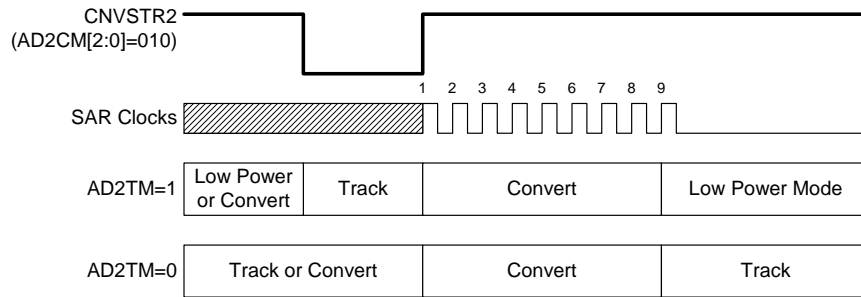 CNVSTR2
(AD2CM[2:0]=010)
1 2 3 4 5 6 7 8 9
SAR Clocks
AD2TM=1
Low Power
or Convert
Track
Convert
Low Power Mode
AD2TM=0
Track or Convert
Convert
Track